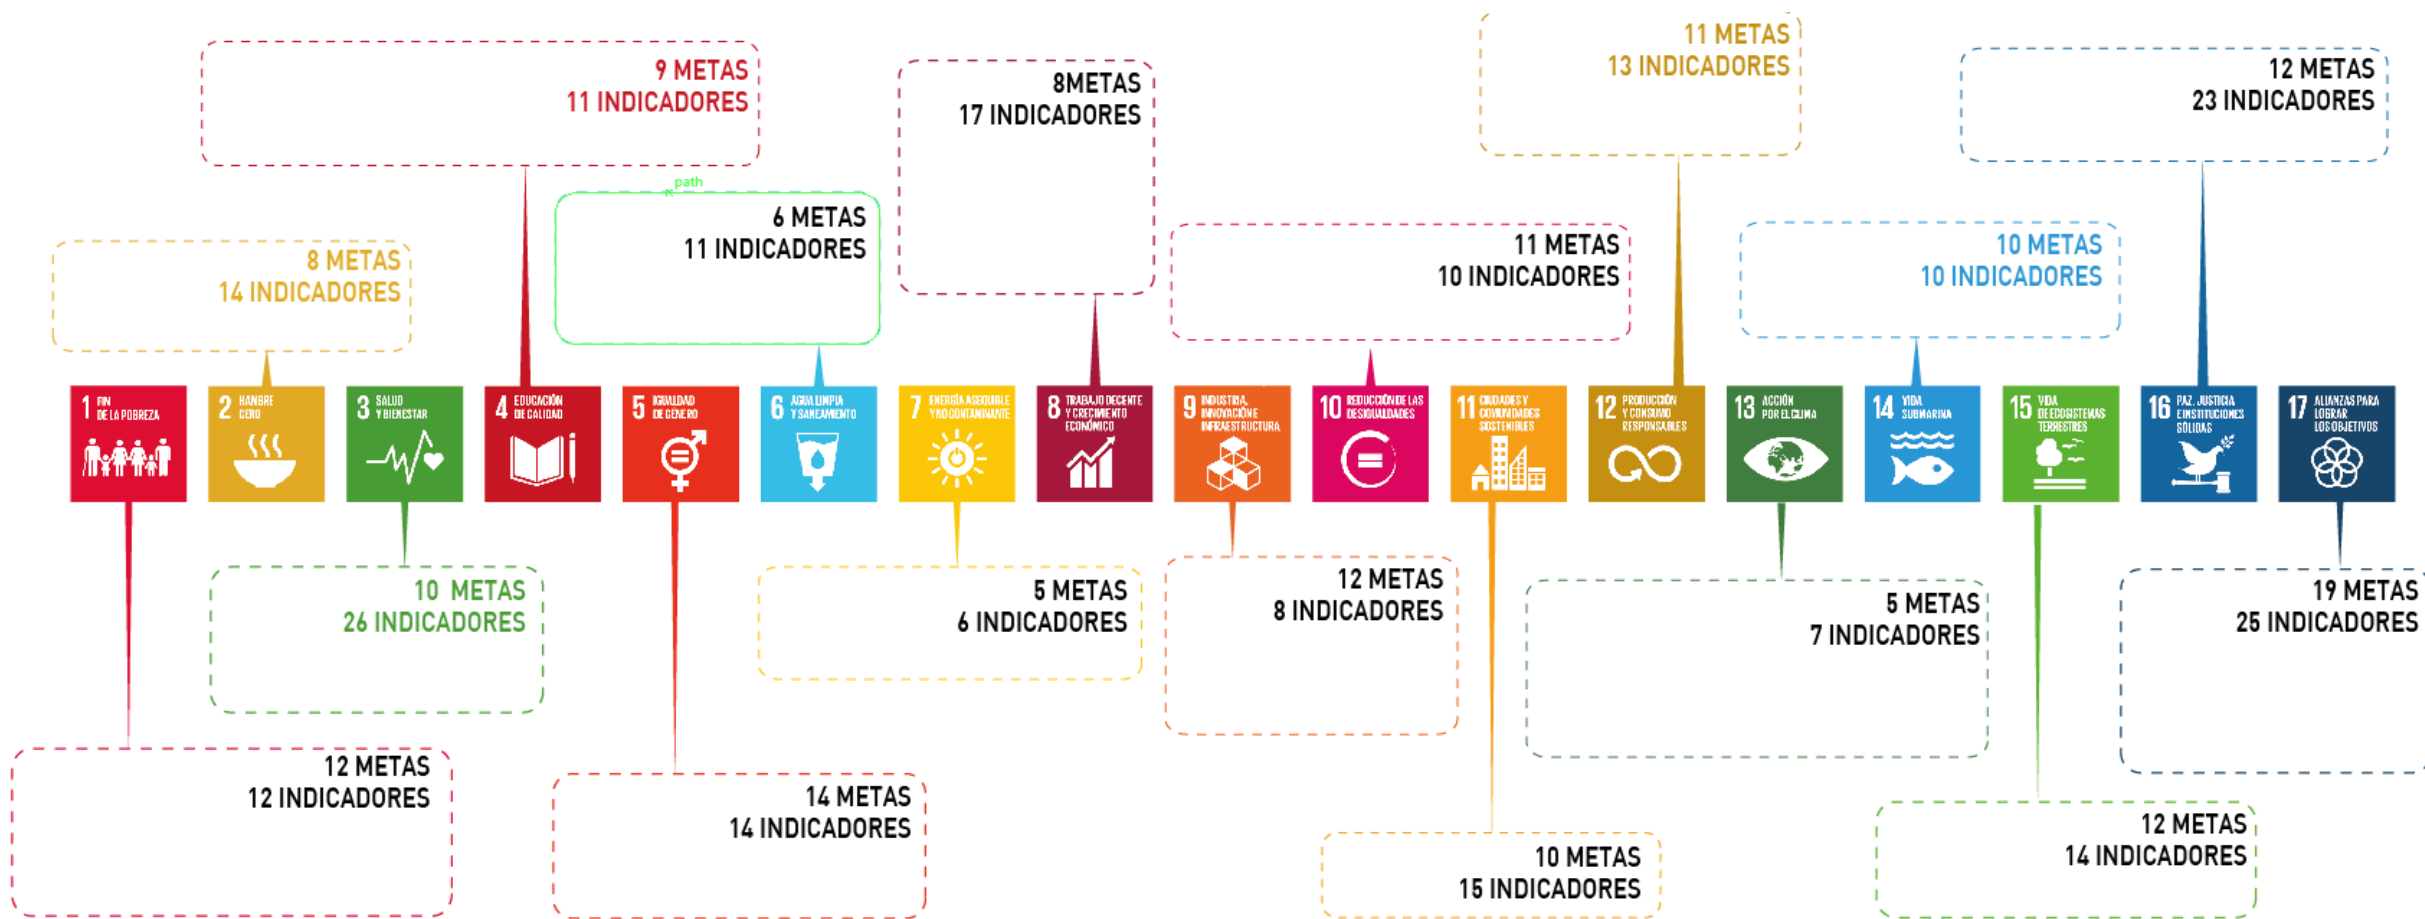 11 METAS
13 INDICADORES
9 METAS
11 INDICADORES
8METAS
17 INDICADORES
12 METAS
23 INDICADORES
path
6 METAS
11 INDICADORES
11 METAS
10 INDICADORES
10 METAS
10 INDICADORES
8 METAS
14 INDICADORES
1 FIN
DE LA POBREZA
2 HAMBRE
CERO
3 SALUD
Y BIENESTAR
4 EDUCACIÓN
DE CALIDAD
5 IGUALDAD
DE GÉNERO
6 AGUA LIMPIA
Y SANEAMIENTO
7 ENERGÍA ASEQUIBLE
Y NO CONTAMINANTE
8 TRABAJO DECENTE
Y CRECIMIENTO
ECONÓMICO
9 INDUSTRIA,
INNOVACIÓN E
INFRAESTRUCTURA
10 REDUCCIÓN DE LAS
DESIGUALDADES
11 CIUDADES Y
COMUNIDADES
SOSTENIBLES
12 PRODUCCIÓN
Y CONSUMO
RESPONSABLES
13 ACCIÓN
POR EL CLIMA
14 VIDA
SUBMARINA
15 VIDA
DE ECOSISTEMAS
TERRESTRES
16 PAZ, JUSTICIA
E INSTITUCIONES
SÓLIDAS
17 ALIANZAS PARA
LOGRAR
LOS OBJETIVOS
10 METAS
26 INDICADORES
5 METAS
6 INDICADORES
12 METAS
8 INDICADORES
5 METAS
7 INDICADORES
19 METAS
25 INDICADORES
12 METAS
12 INDICADORES
14 METAS
14 INDICADORES
10 METAS
15 INDICADORES
12 METAS
14 INDICADORES